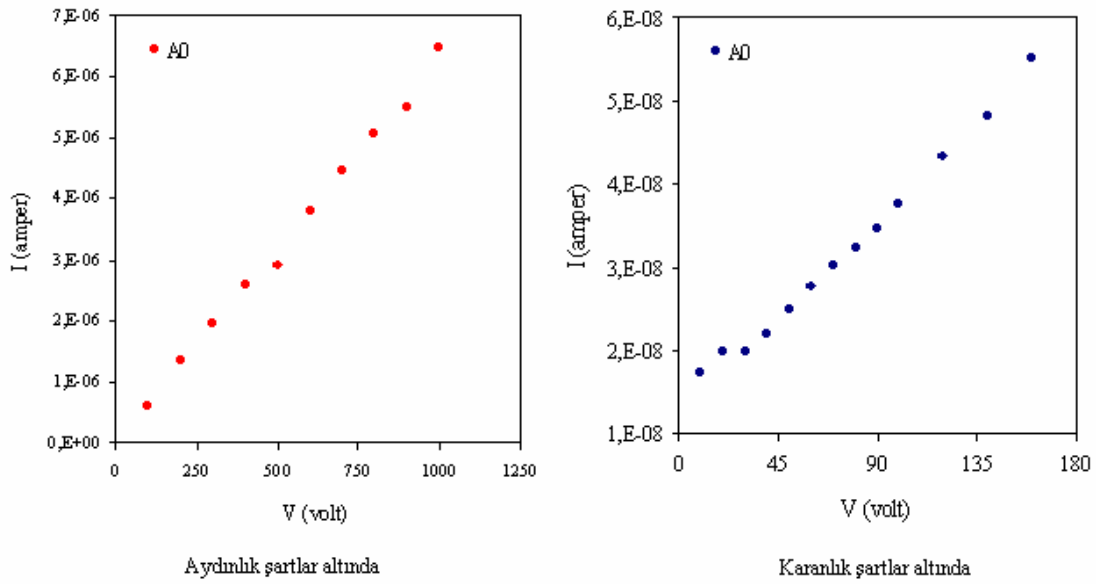 7,E-06
6,E-06
5,E-06
4,E-06
3,E-06
2,E-06
1,E-06
0,E+00
0
250
500
750
1000
1250
I (amper)
V (volt)
A0
Aydınlık şartlar altında
6,E-08
5,E-08
4,E-08
3,E-08
2,E-08
1,E-08
0
45
90
135
180
I (amper)
V (volt)
A0
Karanlık şartlar altında